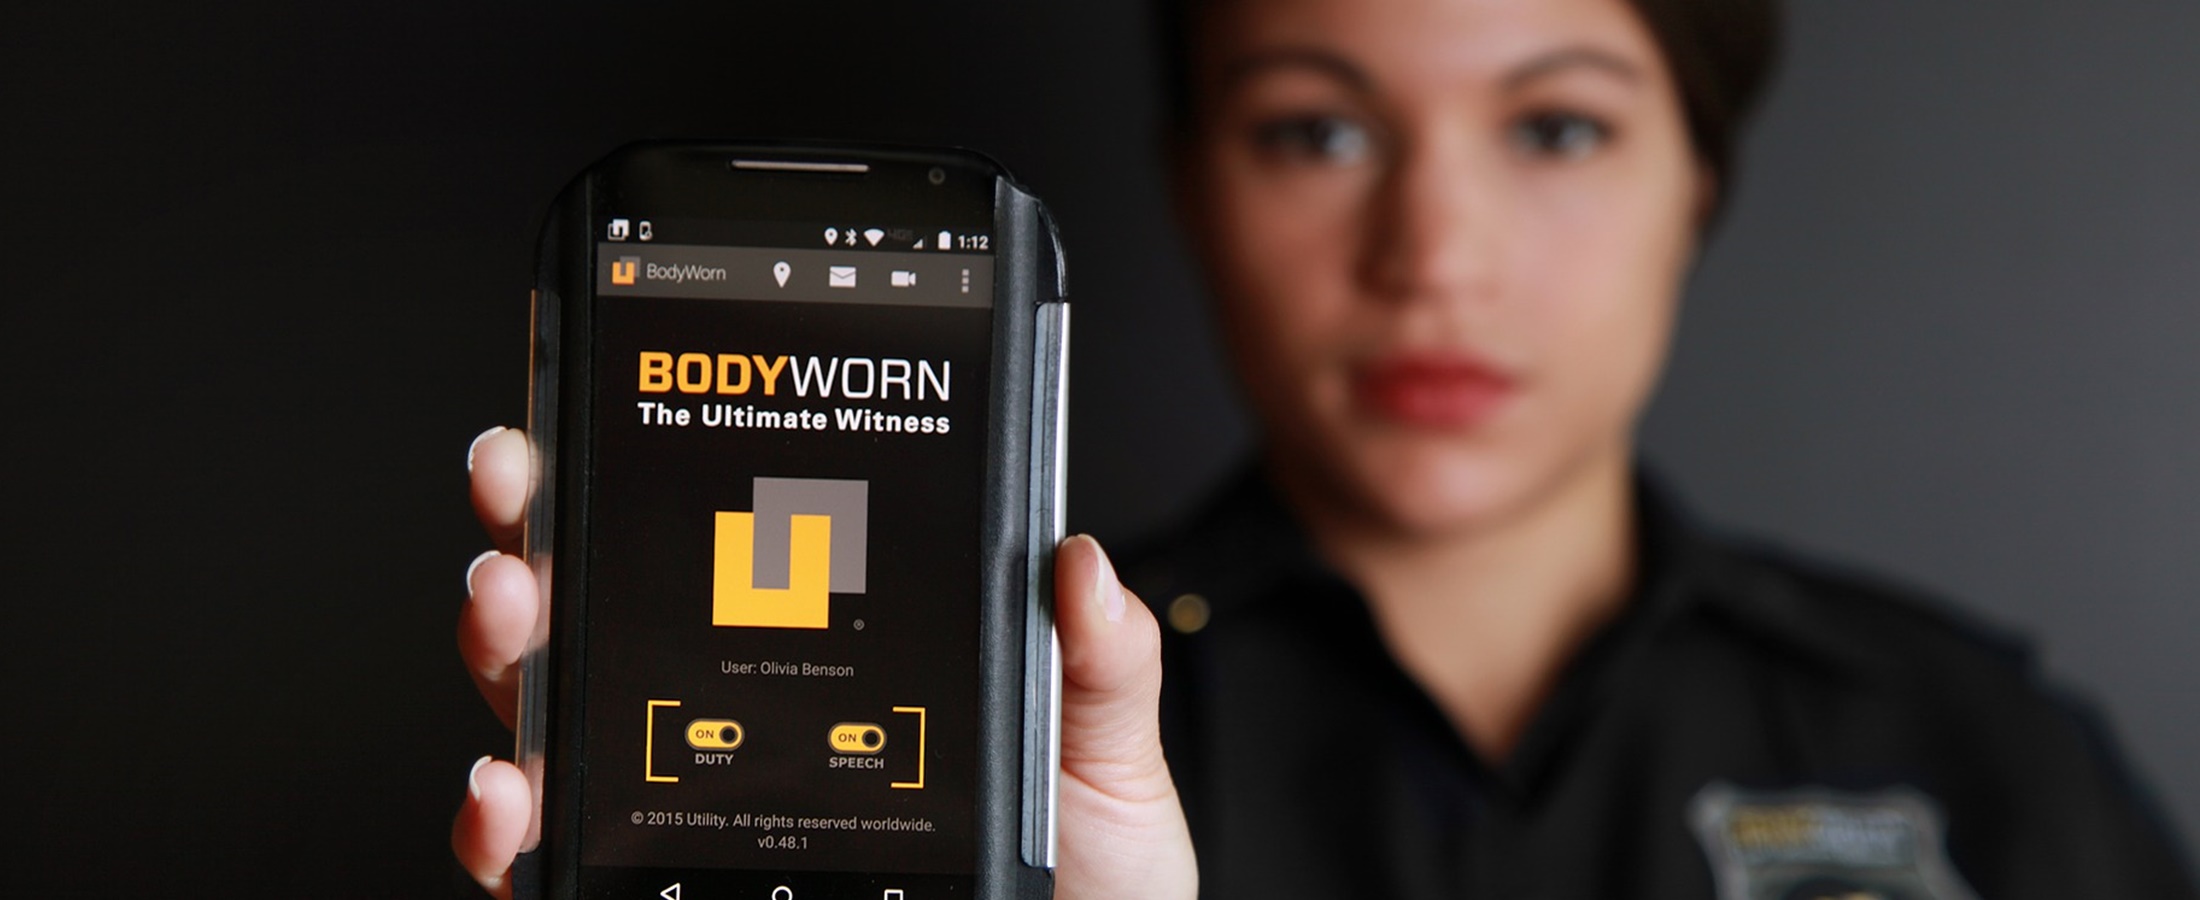 1:12
BodyWorn
BODYWORN
The Ultimate Witness
®
User: Olivia Benson
ON
ON
DUTY
SPEECH
© 2015 Utility. All rights reserved worldwide.
v0.48.1